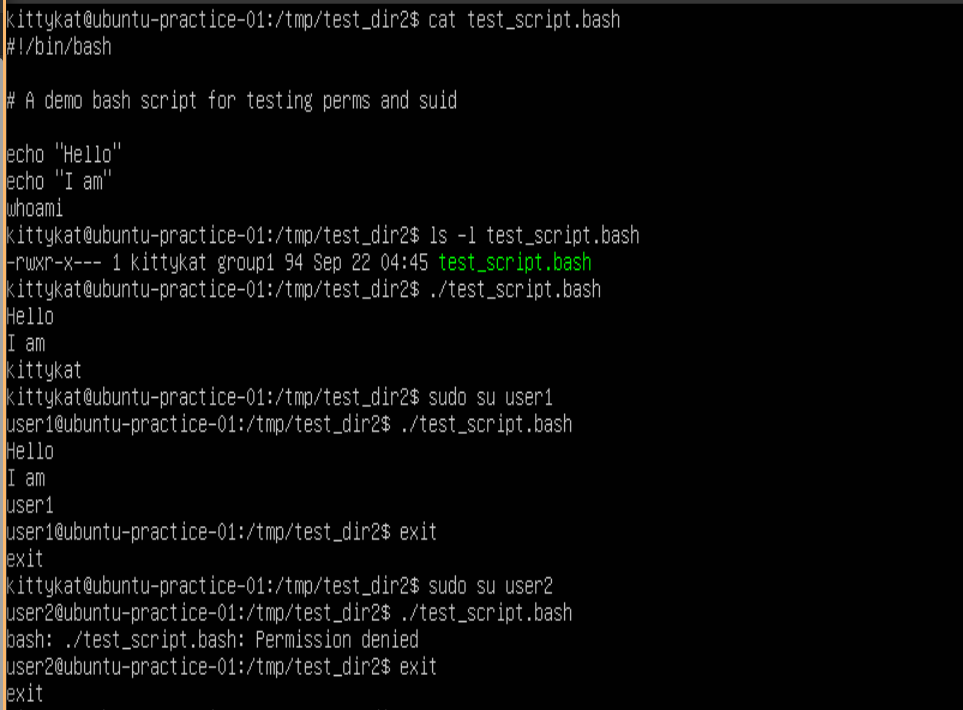 kittykat@ubuntu-practice-01:/tmp/test_dir2$ cat test_script.bash
#!/bin/bash
# A demo bash script for testing perms and suid
echo "Hello"
echo "I am"
whoami
kittykat@ubuntu-practice-01:/tmp/test_dir2$ ls -l test_script.bash
-rwxr-x--- 1 kittykat group1 94 Sep 22 04:45 test_script.bash
kittykat@ubuntu-practice-01:/tmp/test_dir2$ ./test_script.bash
Hello
I am
kittykat
kittykat@ubuntu-practice-01:/tmp/test_dir2$ sudo su user1
user1@ubuntu-practice-01:/tmp/test_dir2$ ./test_script.bash
Hello
I am
user1
user1@ubuntu-practice-01:/tmp/test_dir2$ exit
exit
kittykat@ubuntu-practice-01:/tmp/test_dir2$ sudo su user2
user2@ubuntu-practice-01:/tmp/test_dir2$ ./test_script.bash
bash: ./test_script.bash: Permission denied
user2@ubuntu-practice-01:/tmp/test_dir2$ exit
exit